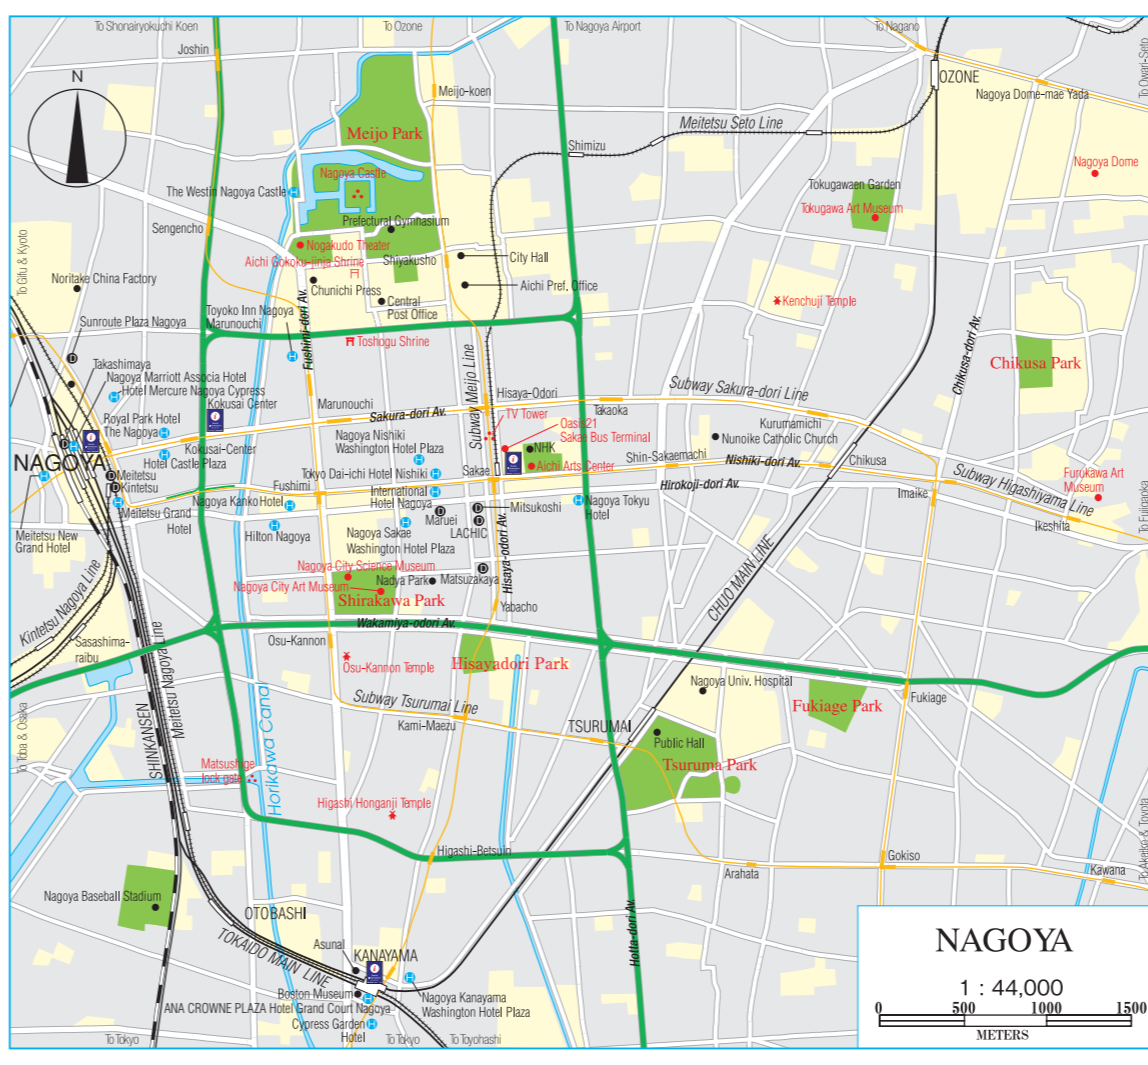 To Shonairyokuchi Koen
To Ozone
To Nagoya Airport
To Nagano
To Owari-Seto
Joshin
N
Meijo-koen
OZONE
Nagoya Dome-mae Yada
Meitetsu Seto Line
Meijo Park
Shimizu
Nagoya Dome
Nagoya Castle
The Westin Nagoya Castle
Tokugawaen Garden
Tokugawa Art Museum
Prefectural Gymnasium
Sengencho
To Gifu & Kyoto
Nogakudo Theater
Aichi Gokoku-jinja Shrine
Shiyakusho
City Hall
Noritake China Factory
Chunichi Press
Aichi Pref. Office
Central
Post Office
Kenchuji Temple
Toyoko Inn Nagoya
Marunouchi
Fushimi-dori Av.
Sunroute Plaza Nagoya
Toshogu Shrine
Chikusa-dori Av.
Chikusa Park
Takashimaya
Nagoya Marriott Associa Hotel
Hotel Mercure Nagoya Cypress
Kokusai Center
Subway Meijo Line
Subway Sakura-dori Line
Hisaya-Odori
Marunouchi
Sakura-dori Av.
Takaoka
TV Tower
Oasis21
Sakae Bus Terminal
Royal Park Hotel
The Nagoya
Kurumamichi
Nunoike Catholic Church
Nagoya Nishiki
Washington Hotel Plaza
NHK
Kokusai-Center
NAGOYA
Hotel Castle Plaza
Shin-Sakaemachi
Nishiki-dori Av.
Chikusa
Aichi Arts Center
Tokyo Dai-ichi Hotel Nishiki
Sakae
Meitetsu
Kintetsu
Fushimi
Hirokoji-dori Av.
Subway Higashiyama Line
Furukawa Art
Museum
Imaike
International
Hotel Nagoya
Nagoya Kanko Hotel
Mitsukoshi
Nagoya Tokyu
Hotel
Meitetsu Grand
Hotel
Maruei
LACHIC
Ikeshita
To Fujigaoka
Meitetsu New
Grand Hotel
Hilton Nagoya
Nagoya Sakae
Washington Hotel Plaza
Hisaya-odori Av.
CHUO MAIN LINE
Nagoya City Science Museum
Nagoya City Art Museum
Nadya Park
Matsuzakaya
Shirakawa Park
Kintetsu Nagoya Line
Yabacho
Wakamiya-odori Av.
Sasashima-
raibu
Osu-Kannon
Osu-Kannon Temple
Hisayadori Park
SHINKANSEN
Meitetsu Nagoya Line
Horikawa Canal
Subway Tsurumai Line
Nagoya Univ. Hospital
Fukiage Park
Fukiage
To Toba & Osaka
Kami-Maezu
TSURUMAI
Public Hall
Tsuruma Park
Matsushige
lock gate
Higashi Honganji Temple
Higashi-Betsuin
Gokiso
Arahata
Kawana
Nagoya Baseball Stadium
OTOBASHI
Hotta-dori Av.
TOKAIDO MAIN LINE
Asunal
KANAYAMA
Boston Museum
Nagoya Kanayama
Washington Hotel Plaza
ANA CROWNE PLAZA Hotel Grand Court Nagoya
Cypress Garden
Hotel
To Tokyo
To Tokyo
To Toyohashi
NAGOYA
1 : 44,000
0 500 1000 1500
METERS